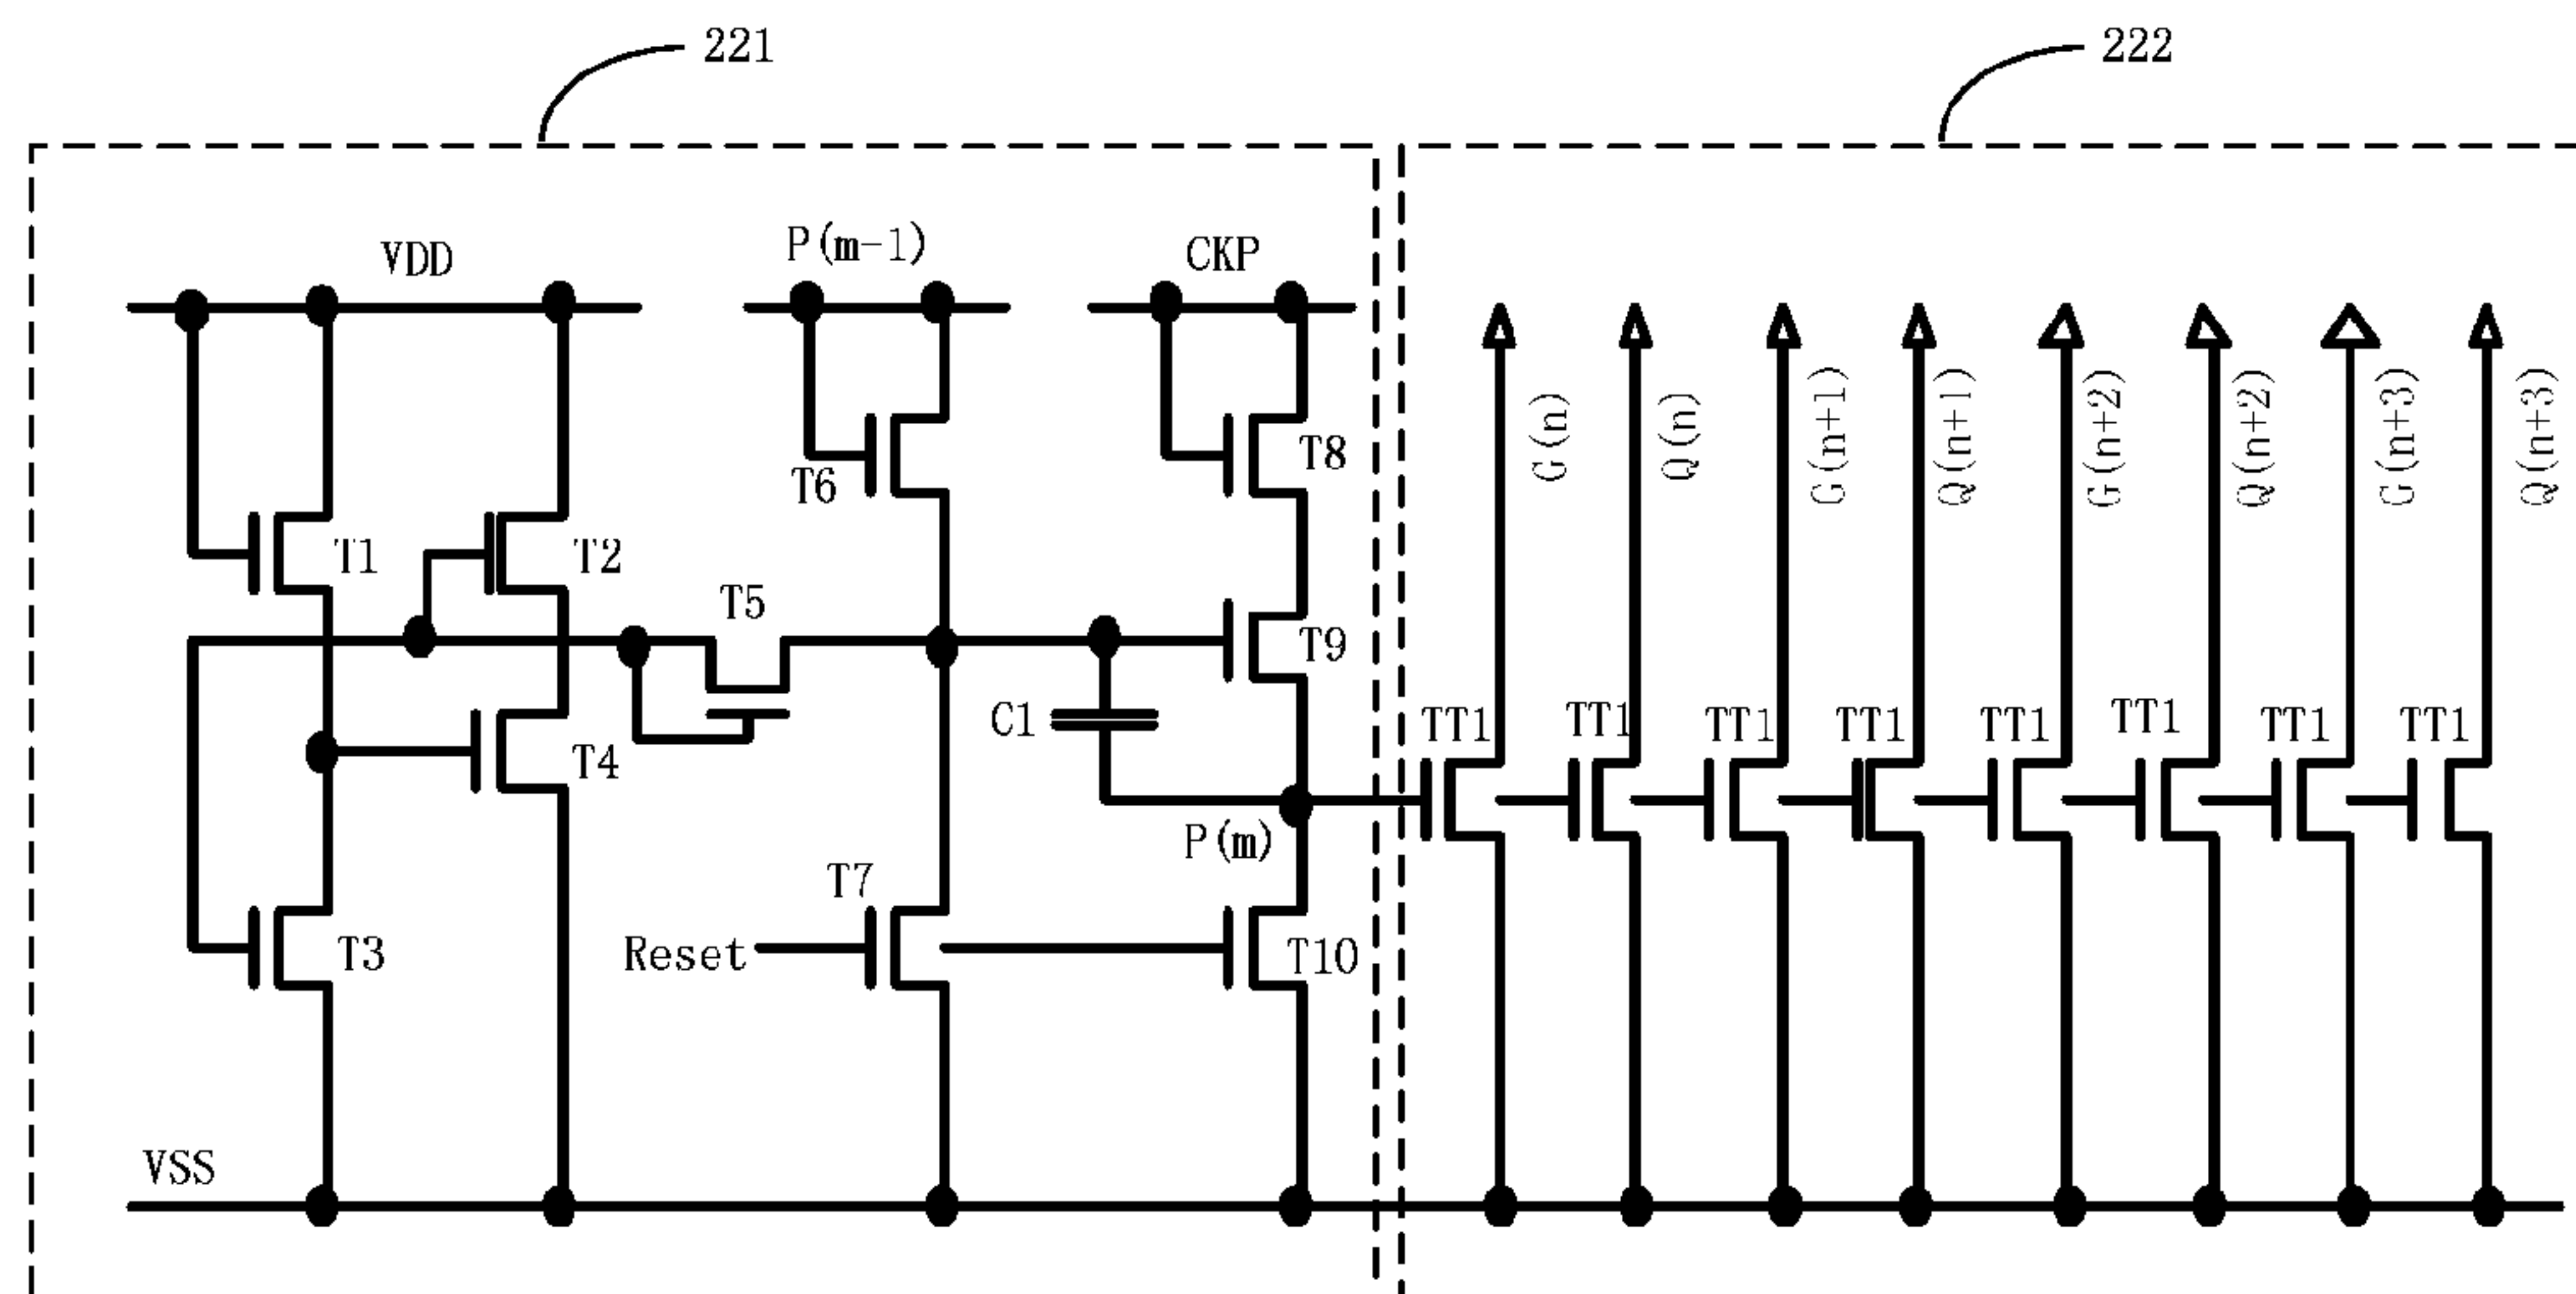 221
222
VDD
P(m-1)
CKP
G(n)
Q(n)
G(n+1)
Q(n+1)
G(n+2)
Q(n+2)
G(n+3)
Q(n+3)
T6
T8
T1
T2
T5
T9
C1
T4
TT1
TT1
TT1
TT1
TT1
TT1
TT1
TT1
P(m)
T7
T3
Reset
T10
VSS